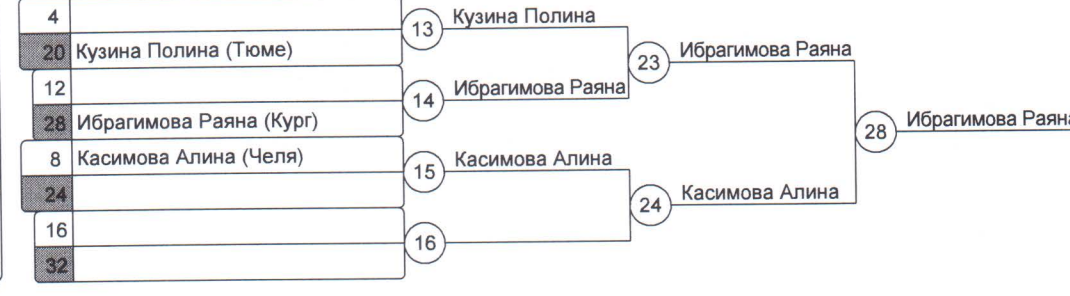 4
20 Кузина Полина (Тюме)
12
28 Ибрагимова Раяна (Кург)
8 Касимова Алина (Челя)
24
16
32
13 Кузина Полина
14 Ибрагимова Раяна
15 Касимова Алина
16
23 Ибрагимова Раяна
24 Касимова Алина
28 Ибрагимова Раяна